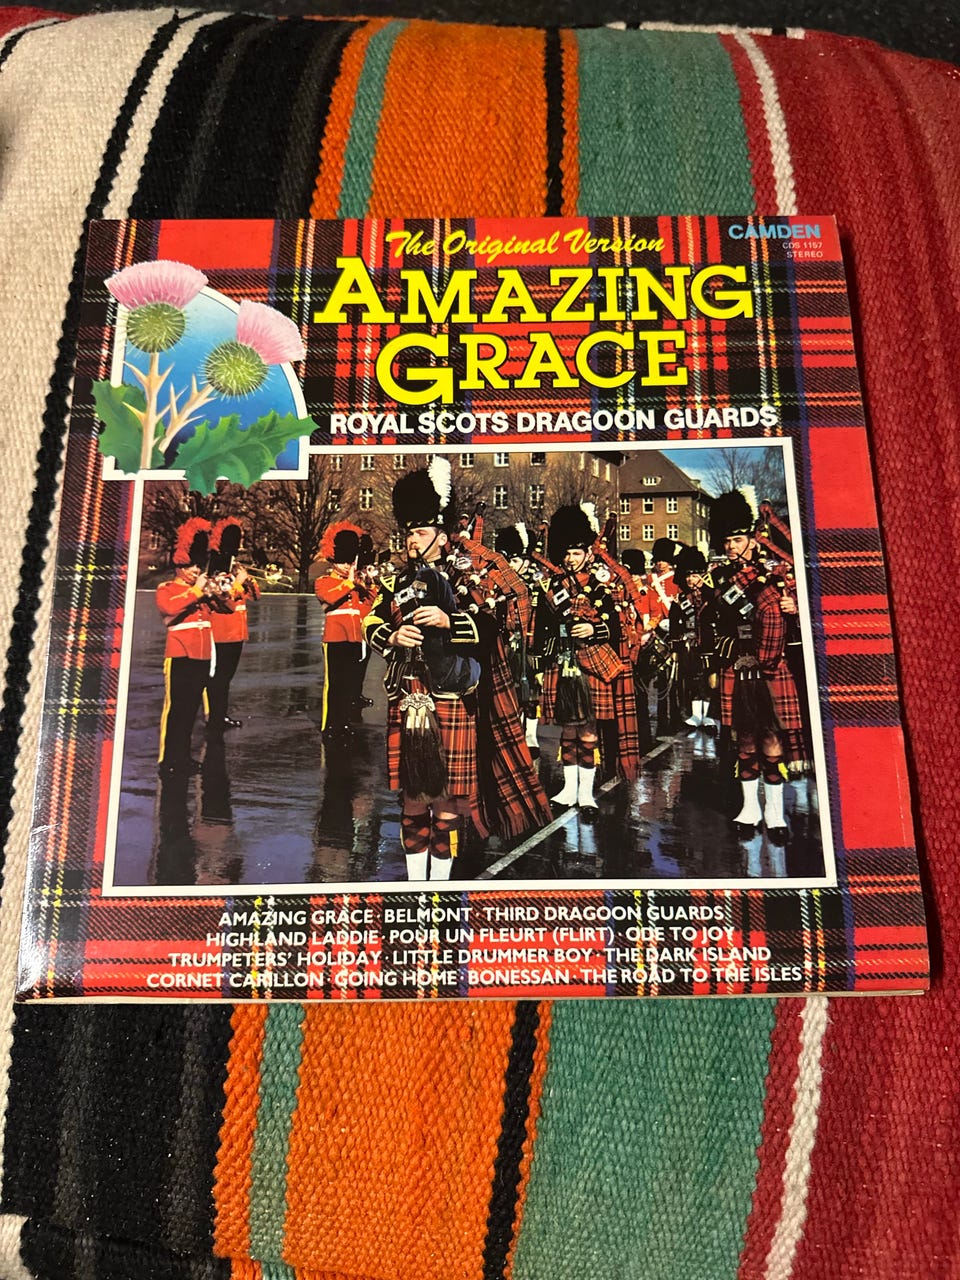 The Original Version
CAMDEN
CDS 1157
STEREO
AMAZING
GRACE
ROYAL SCOTS DRAGOON GUARDS
AMAZING GRACE · BELMONT · THIRD DRAGOON GUARDS
HIGHLAND LADDIE · POUR UN FLEURT (FLIRT) · ODE TO JOY
TRUMPETERS' HOLIDAY · LITTLE DRUMMER BOY · THE DARK ISLAND
CORNET CARILLON · GOING HOME · BONESSAN · THE ROAD TO THE ISLES